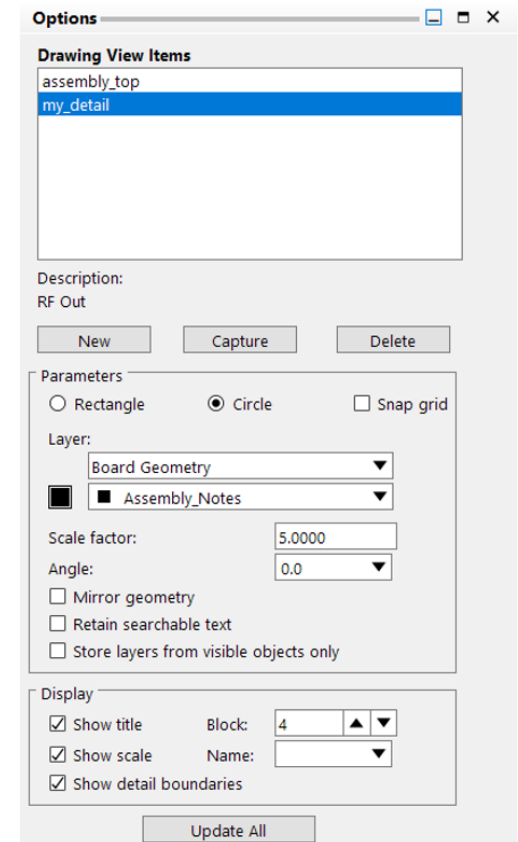 Options
Drawing View Items
assembly_top
my_detail
Description:
RF Out
New Capture Delete
Parameters
Rectangle Circle Snap grid
Layer:
Board Geometry
Assembly_Notes
Scale factor: 5.0000
Angle: 0.0
Mirror geometry
Retain searchable text
Store layers from visible objects only
Display
Show title Block: 4
Show scale Name:
Show detail boundaries
Update All